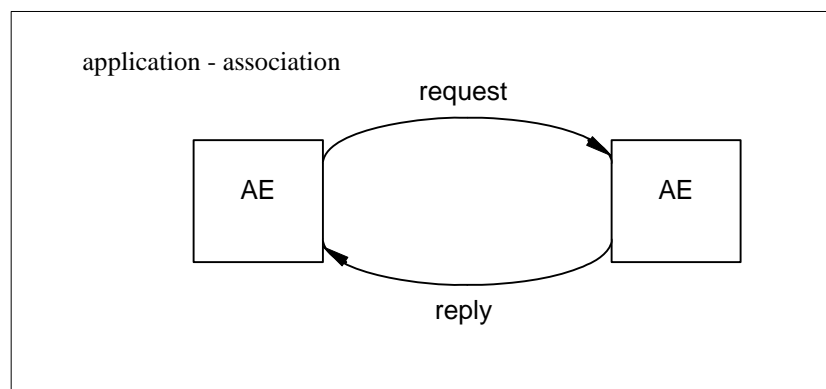 application - association
request
AE
AE
reply